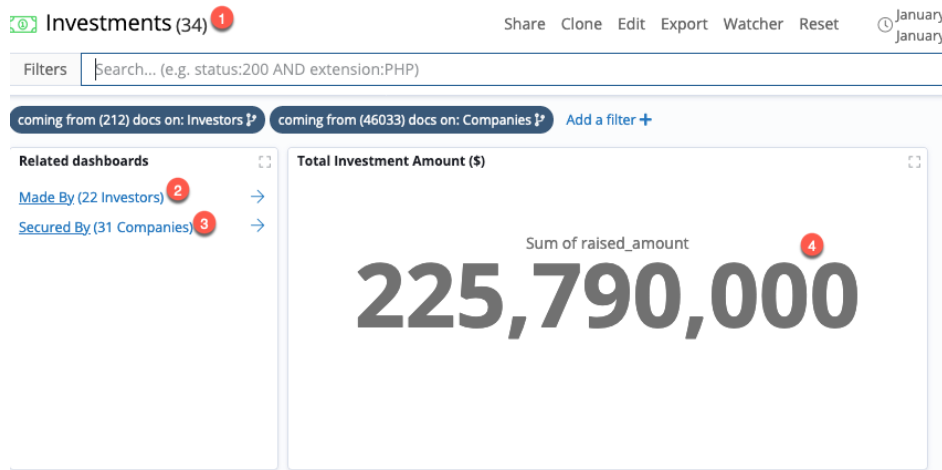 Investments (34) 1
Share Clone Edit Export Watcher Reset
January
January
Filters
Search... (e.g. status:200 AND extension:PHP)
coming from (212) docs on: Investors
coming from (46033) docs on: Companies
Add a filter +
Related dashboards
Made By (22 Investors) 2
Secured By (31 Companies) 3
Total Investment Amount ($)
Sum of raised_amount 4
225,790,000